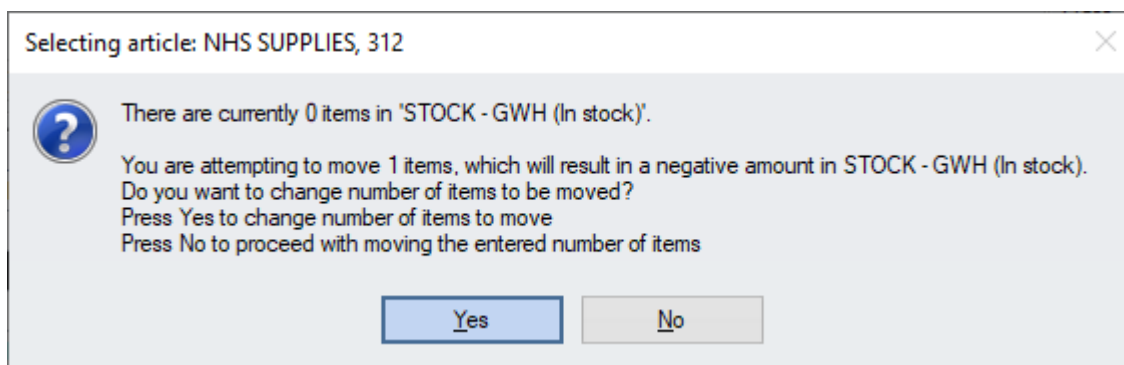 Selecting article: NHS SUPPLIES, 312
There are currently 0 items in 'STOCK - GWH (In stock)'.
You are attempting to move 1 items, which will result in a negative amount in STOCK - GWH (In stock).
Do you want to change number of items to be moved?
Press Yes to change number of items to move
Press No to proceed with moving the entered number of items
Yes No